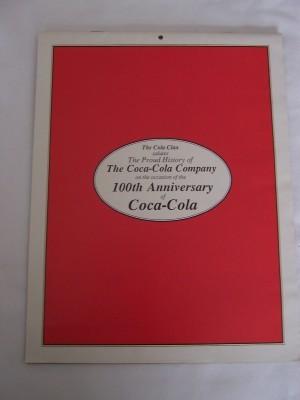 The Cola Clan
salutes
The Proud History of
The Coca-Cola Company
on the occasion of the
100th Anniversary
of
Coca-Cola